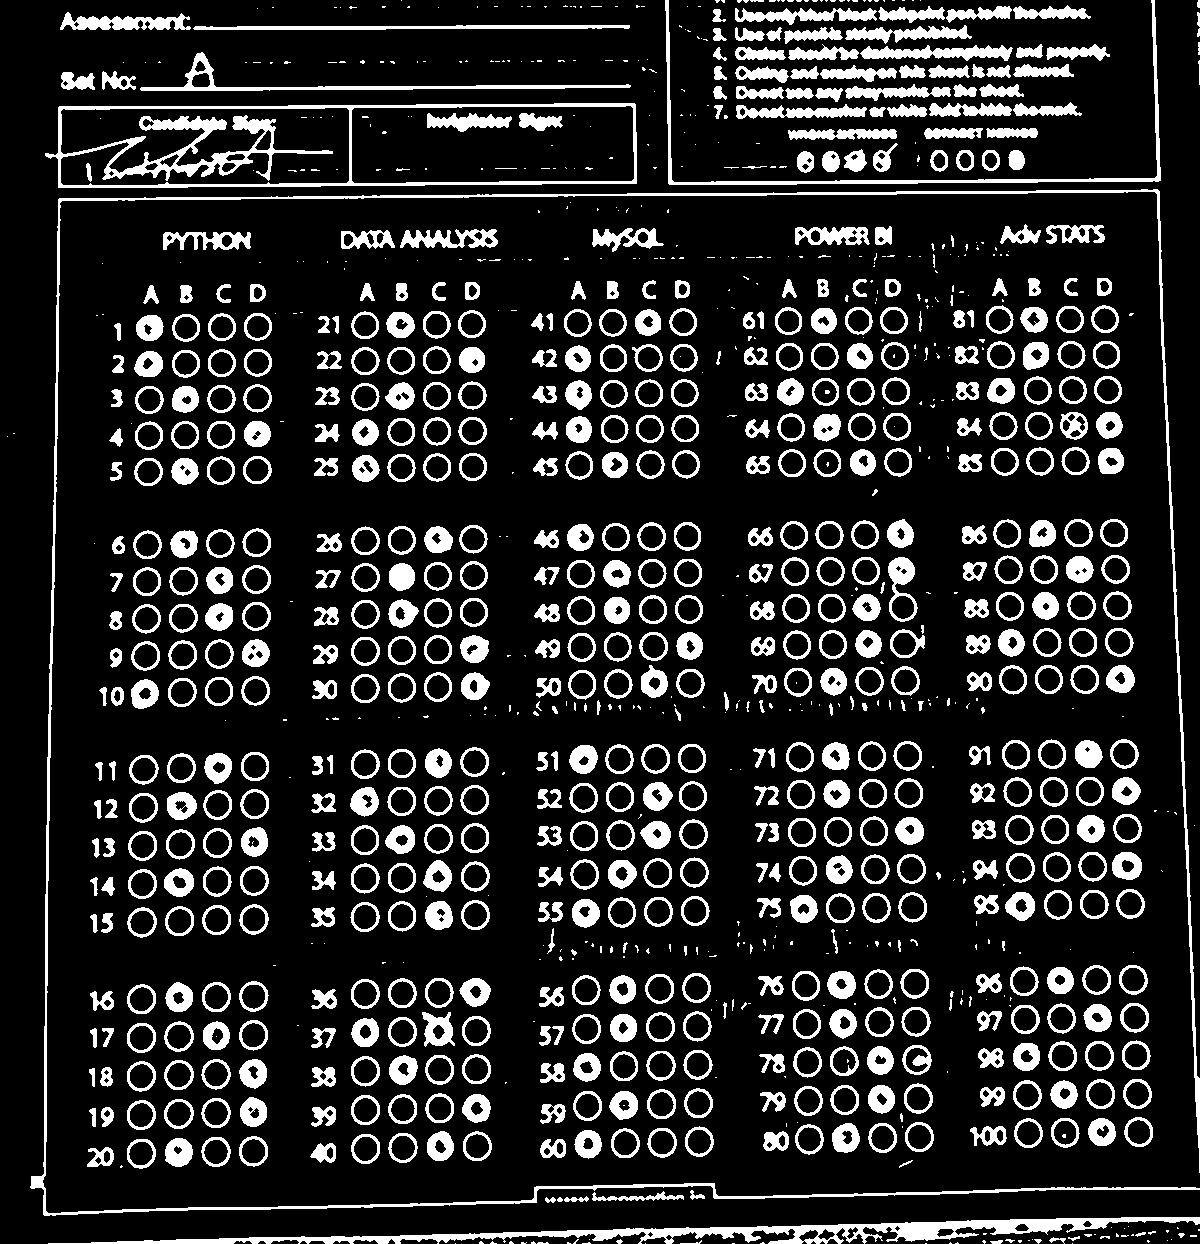 Assesment:
2. Use only blue/ black ball point pen to fill the circles.
3. Use of pencil is strictly prohibited.
4. Circles should be darkened completely and properly.
Set No: A
5. Cutting and erasing on this sheet is not allowed.
6. Do not use any stray marks on the sheet.
7. Do not use marker or white fluid to hide the mark.
Candidate Sign: Invigilator Sign:
WRONG METHODS CORRECT METHOD
PYTHON DATA ANALYSIS MySQL POWER BI Adv STATS
A B C D A B C D A B C D A B C D A B C D
1 21 41 61 81
2 22 42 62 82
3 23 43 63 83
4 24 44 64 84
5 25 45 65 85
6 26 46 66 86
7 27 47 67 87
8 28 48 68 88
9 29 49 69 89
10 30 50 70 90
11 31 51 71 91
12 32 52 72 92
13 33 53 73 93
14 34 54 74 94
15 35 55 75 95
16 36 56 76 96
17 37 57 77 97
18 38 58 78 98
19 39 59 79 99
20 40 60 80 100